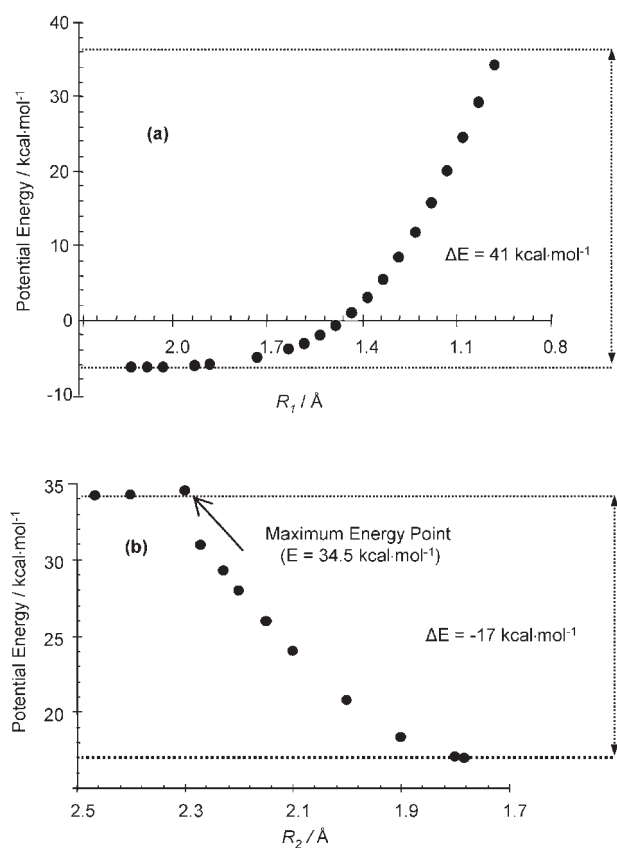 40
30
20
10
0
-10
Potential Energy / kcal·mol⁻¹
(a)
ΔE = 41 kcal·mol⁻¹
2.0 1.7 1.4 1.1 0.8
R₁ / Å
35
30
25
20
Potential Energy / kcal·mol⁻¹
(b)
Maximum Energy Point
(E = 34.5 kcal·mol⁻¹)
ΔE = -17 kcal·mol⁻¹
2.5 2.3 2.1 1.9 1.7
R₂ / Å